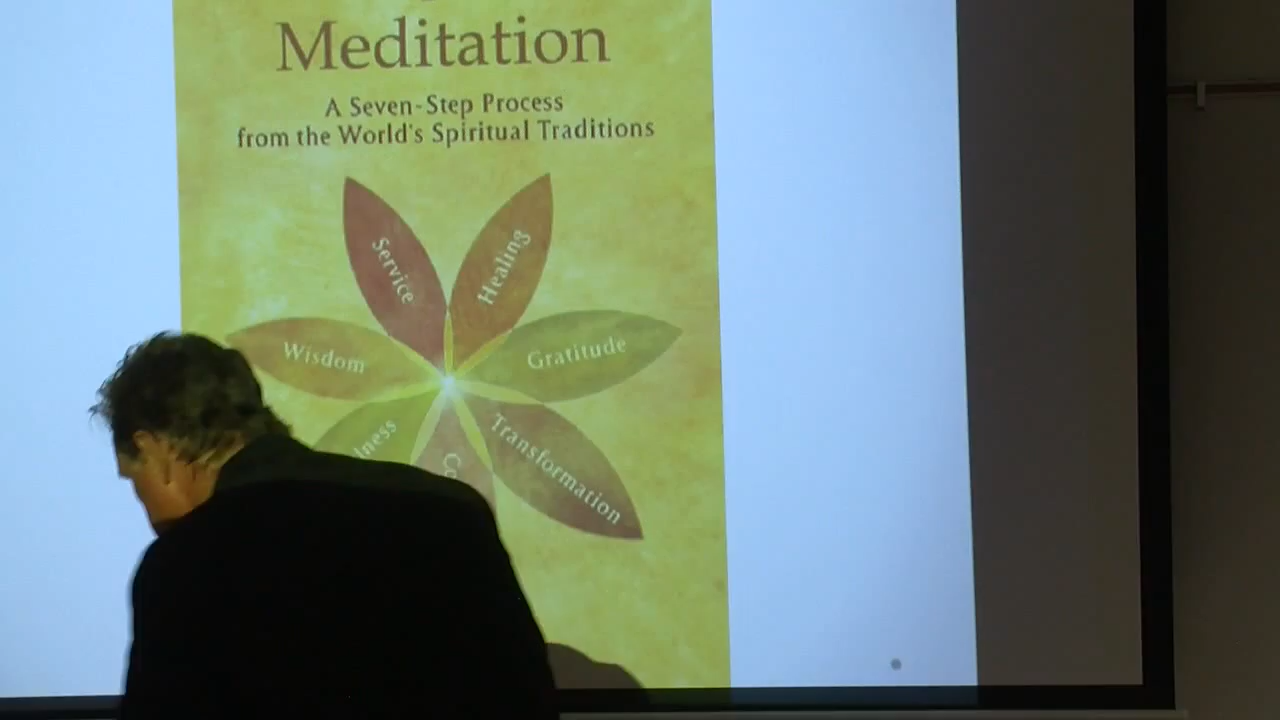 Meditation
A Seven-Step Process
from the World's Spiritual Traditions
Service
Healing
Wisdom
Gratitude
Transformation